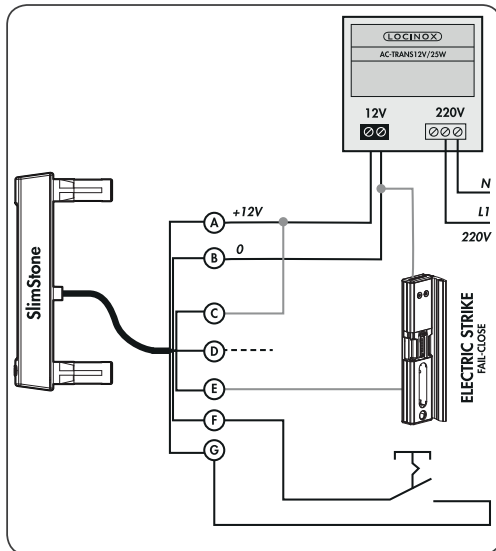 LOCINOX
AC-TRANS12V/25W
12V
220V
N
L1
220V
SlimStone
A
+12V
B
0
C
D
E
F
G
ELECTRIC STRIKE
FAIL-CLOSE